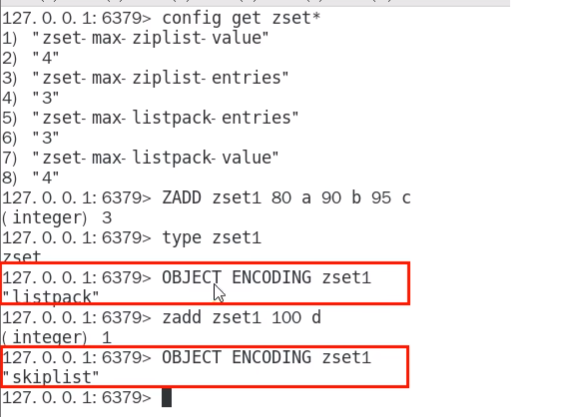 127.0.0.1:6379> config get zset*
1) "zset-max-ziplist-value"
2) "4"
3) "zset-max-ziplist-entries"
4) "3"
5) "zset-max-listpack-entries"
6) "3"
7) "zset-max-listpack-value"
8) "4"
127.0.0.1:6379> ZADD zset1 80 a 90 b 95 c
(integer) 3
127.0.0.1:6379> type zset1
zset
127.0.0.1:6379> OBJECT ENCODING zset1
"listpack"
127.0.0.1:6379> zadd zset1 100 d
(integer) 1
127.0.0.1:6379> OBJECT ENCODING zset1
"skiplist"
127.0.0.1:6379>